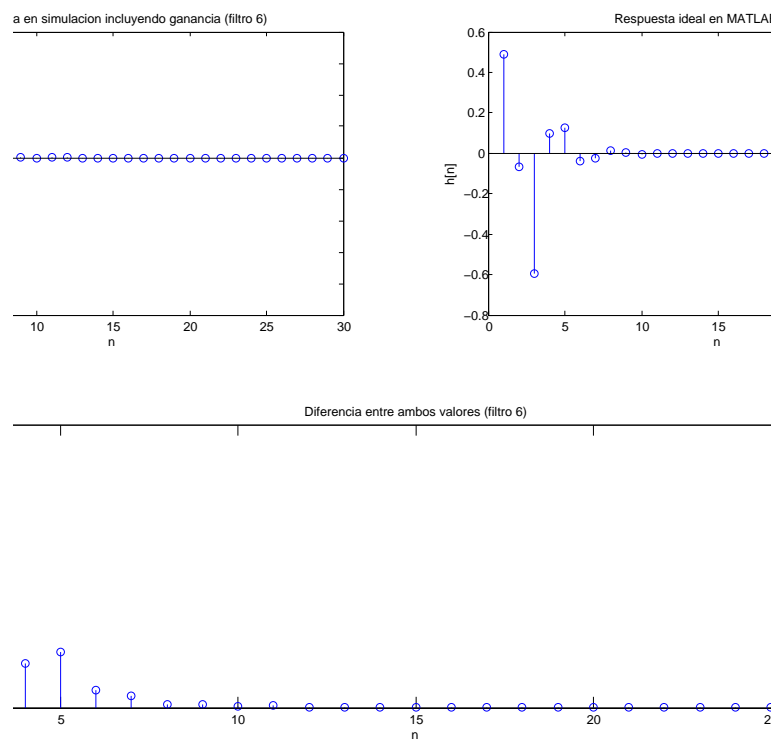 a en simulacion incluyendo ganancia (filtro 6)
10 15 20 25 30
n
Respuesta ideal en MATLA
0.6
0.4
0.2
0
−0.2
−0.4
−0.6
−0.8
h[n]
0 5 10 15
n
Diferencia entre ambos valores (filtro 6)
5 10 15 20 2
n